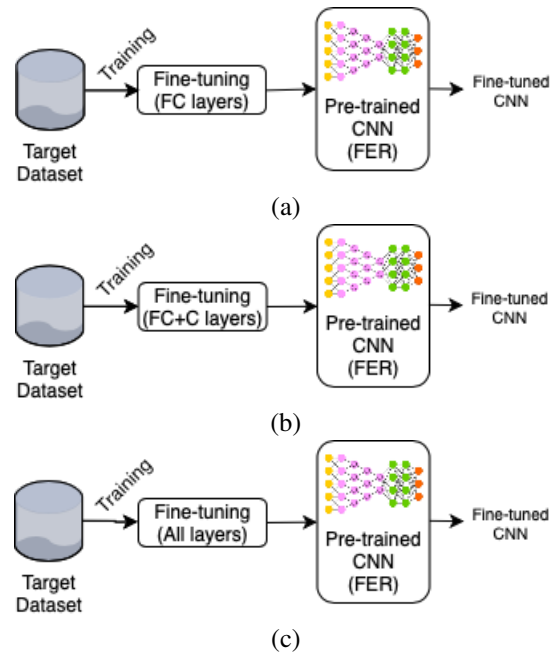 Training
Fine-tuning
(FC layers)
Pre-trained
CNN
(FER)
Fine-tuned
CNN
Target
Dataset
(a)
Training
Fine-tuning
(FC+C layers)
Pre-trained
CNN
(FER)
Fine-tuned
CNN
Target
Dataset
(b)
Training
Fine-tuning
(All layers)
Pre-trained
CNN
(FER)
Fine-tuned
CNN
Target
Dataset
(c)